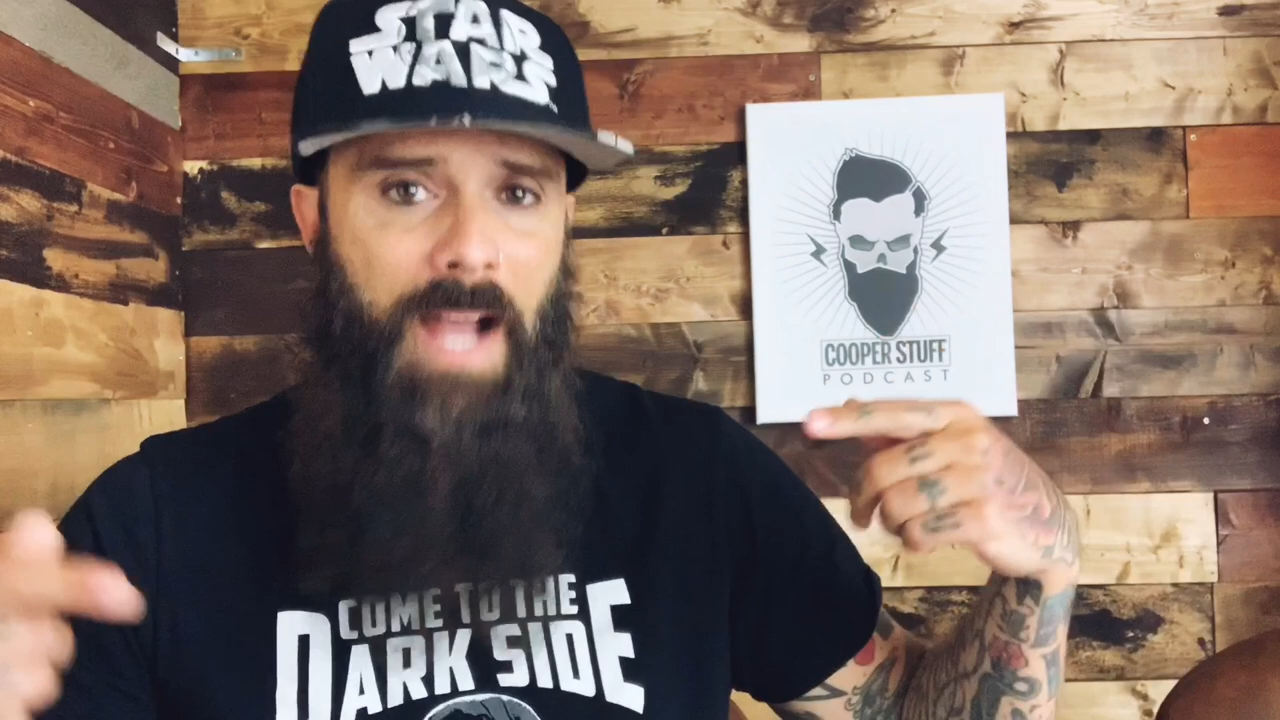 STAR
WARS
COOPER STUFF
PODCAST
COME TO THE
DARK SIDE